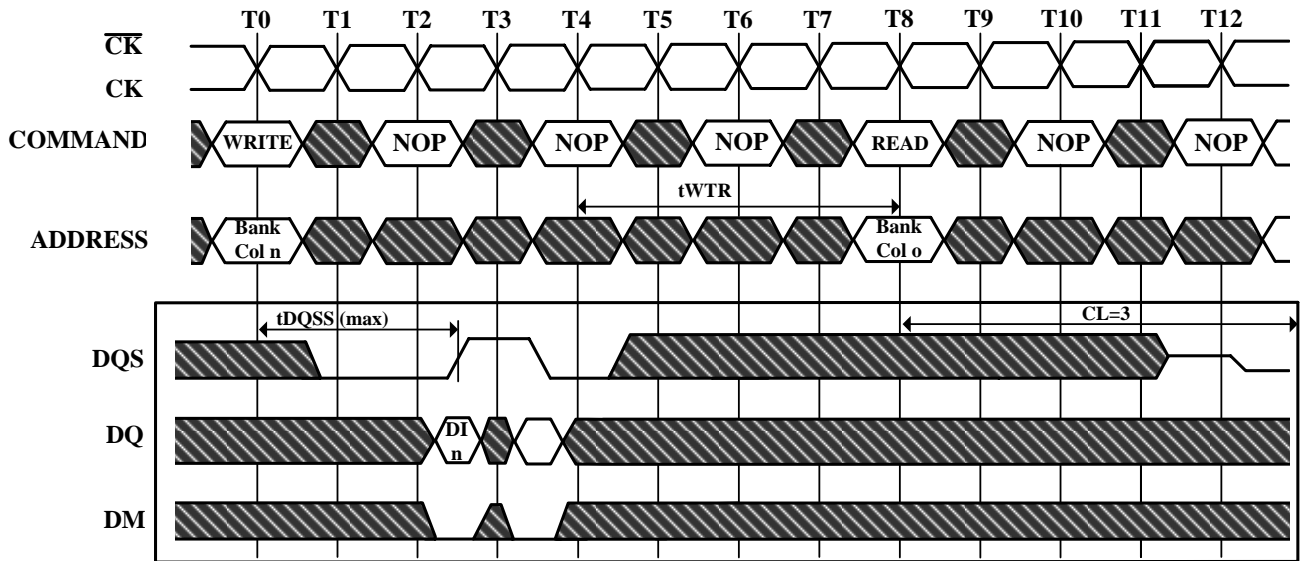 T0 T1 T2 T3 T4 T5 T6 T7 T8 T9 T10 T11 T12
CK
CK
COMMAND WRITE NOP NOP NOP READ NOP NOP
tWTR
ADDRESS Bank Col n Bank Col o
tDQSS (max) CL=3
DQS
DQ DI n
DM